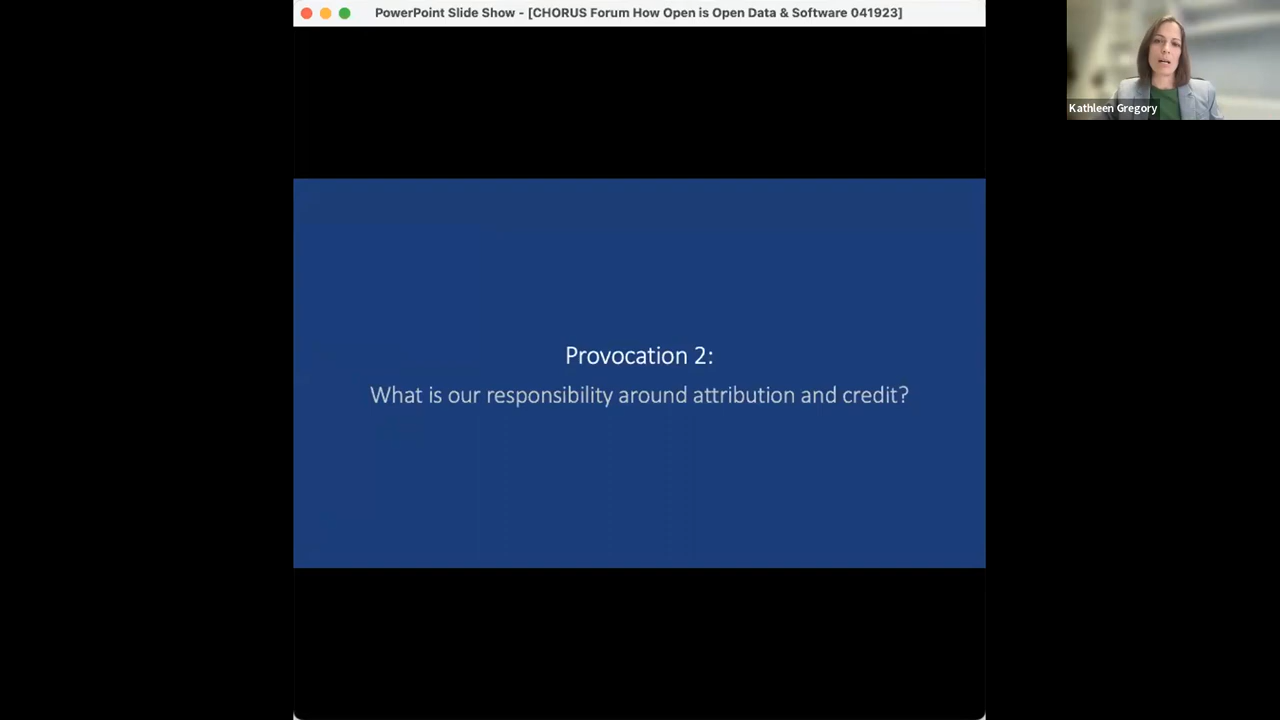 PowerPoint Slide Show - [CHORUS Forum How Open is Open Data & Software 041923]
Kathleen Gregory
Provocation 2:
What is our responsibility around attribution and credit?